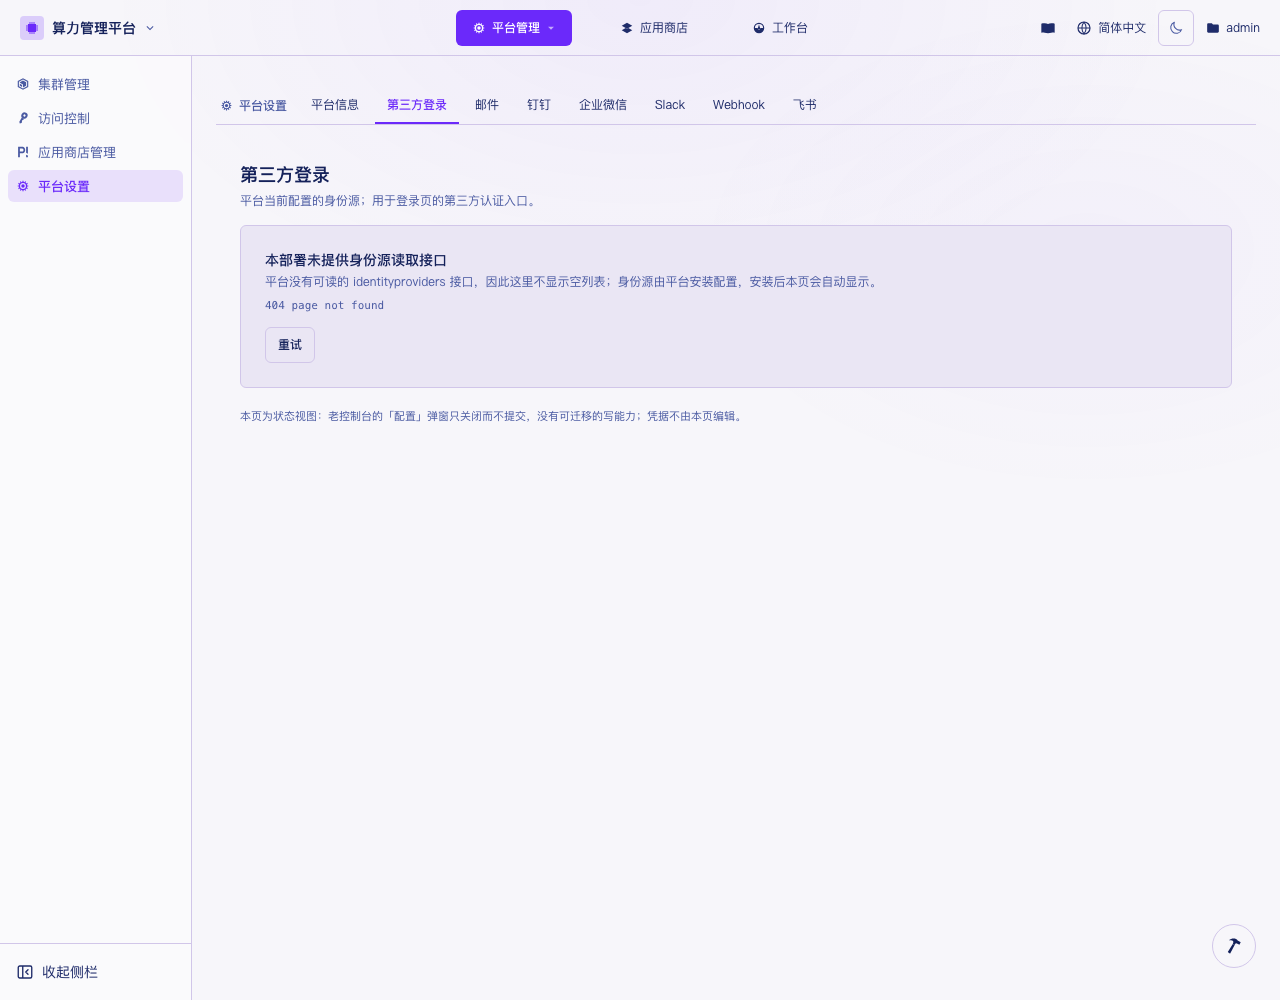 算力管理平台
平台管理
应用商店
工作台
简体中文
admin
集群管理
访问控制
应用商店管理
平台设置
收起侧栏
平台设置 平台信息 第三方登录 邮件 钉钉 企业微信 Slack Webhook 飞书
第三方登录
平台当前配置的身份源；用于登录页的第三方认证入口。
本部署未提供身份源读取接口
平台没有可读的 identityproviders 接口，因此这里不显示空列表；身份源由平台安装配置，安装后本页会自动显示。
404 page not found
重试
本页为状态视图：老控制台的「配置」弹窗只关闭而不提交，没有可迁移的写能力；凭据不由本页编辑。